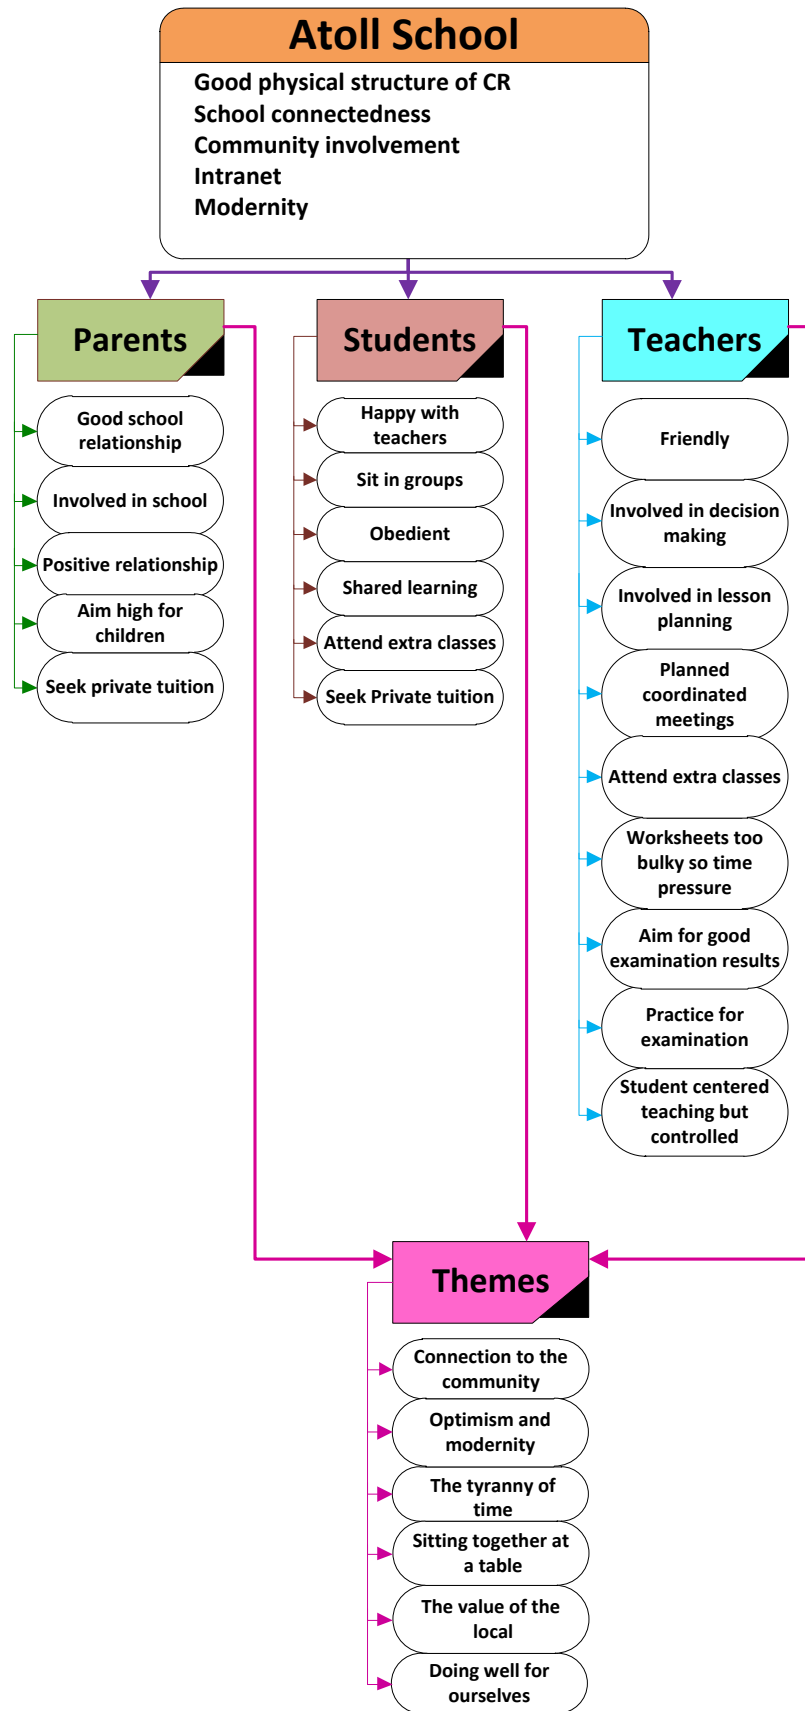 Atoll School
Good physical structure of CR
School connectedness
Community involvement
Intranet
Modernity
Parents
Good school
relationship
Involved in school
Positive relationship
Aim high for
children
Seek private tuition
Students
Happy with
teachers
Sit in groups
Obedient
Shared learning
Attend extra classes
Seek Private tuition
Teachers
Friendly
Involved in decision
making
Involved in lesson
planning
Planned
coordinated
meetings
Attend extra classes
Worksheets too
bulky so time
pressure
Aim for good
examination results
Practice for
examination
Student centered
teaching but
controlled
Themes
Connection to the
community
Optimism and
modernity
The tyranny of
time
Sitting together at
a table
The value of the
local
Doing well for
ourselves